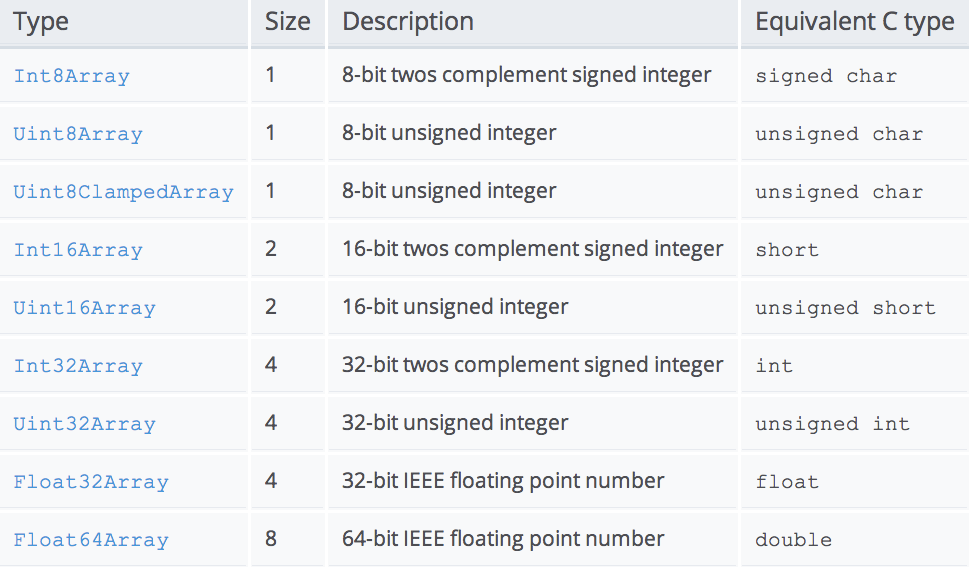 Type Size Description Equivalent C type
Int8Array 1 8-bit twos complement signed integer signed char
Uint8Array 1 8-bit unsigned integer unsigned char
Uint8ClampedArray 1 8-bit unsigned integer unsigned char
Int16Array 2 16-bit twos complement signed integer short
Uint16Array 2 16-bit unsigned integer unsigned short
Int32Array 4 32-bit twos complement signed integer int
Uint32Array 4 32-bit unsigned integer unsigned int
Float32Array 4 32-bit IEEE floating point number float
Float64Array 8 64-bit IEEE floating point number double